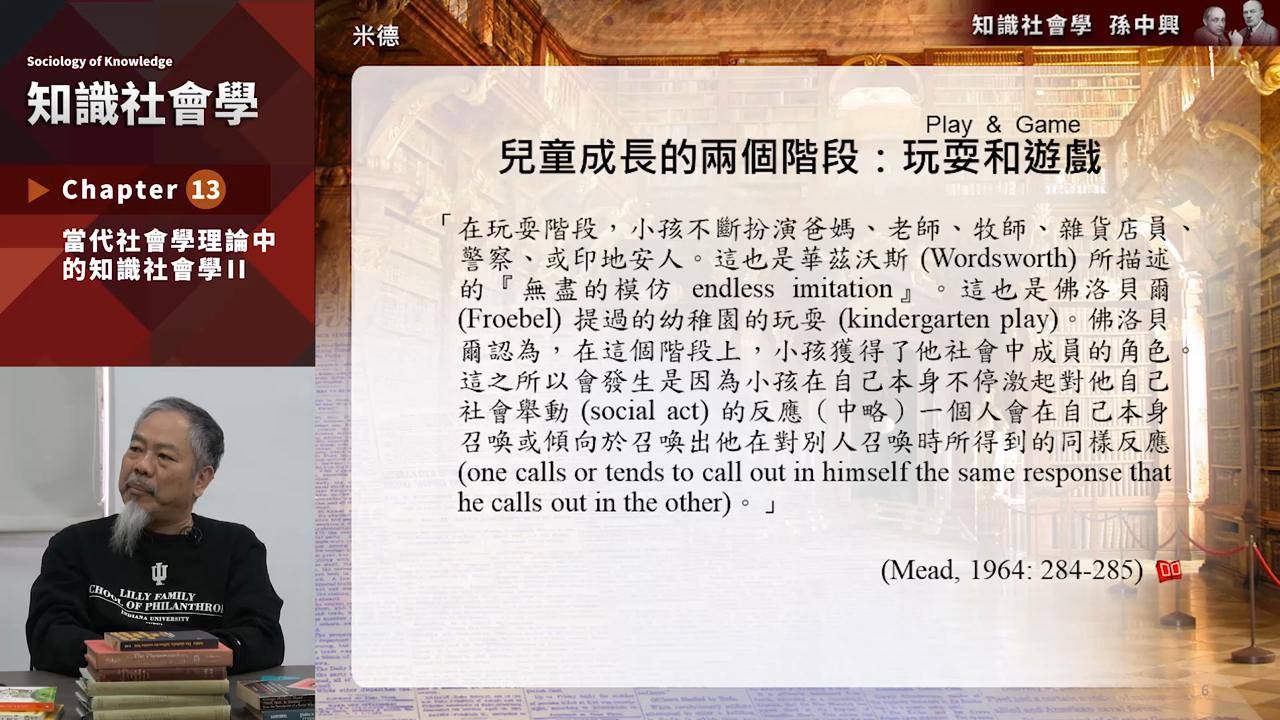 Sociology of Knowledge
知識社會學
Chapter 13
當代社會學理論中
的知識社會學II
米德
知識社會學 孫中興
Play & Game
兒童成長的兩個階段：玩耍和遊戲
「在玩耍階段，小孩不斷扮演爸媽、老師、牧師、雜貨店員、
警察、或印地安人。這也是華茲沃斯 (Wordsworth) 所描述
的『無盡的模仿 endless imitation』。這也是佛洛貝爾
(Froebel) 提過的幼稚園的玩耍 (kindergarten play)。佛洛貝
爾認為，在這個階段上，小孩獲得了他社會中成員的角色。
這之所以會發生是因為小孩在自己本身不停激起對他自己
社會舉動 (social act) 的反應（中略）一個人會在自己本身
召喚或傾向於召喚出他在對別人召喚時所得到的同樣反應
(one calls or tends to call out in himself the same response that
he calls out in the other)。」
(Mead, 1964: 284-285)
LILLY FAMILY
SCHOOL OF PHILANTHRO
INDIANA UNIVERSITY